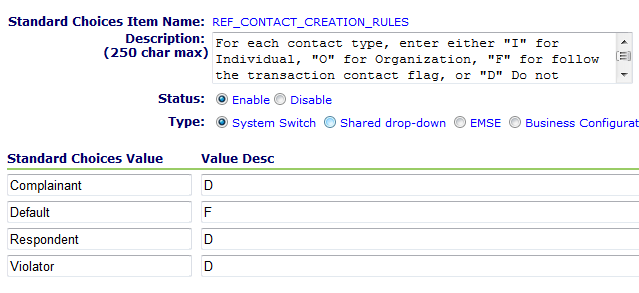 Standard Choices Item Name: REF_CONTACT_CREATION_RULES
Description: For each contact type, enter either "I" for
(250 char max) Individual, "O" for Organization, "F" for follow
the transaction contact flag, or "D" Do not
Status: Enable Disable
Type: System Switch Shared drop-down EMSE Business Configurat
Standard Choices Value Value Desc
Complainant D
Default F
Respondent D
Violator D